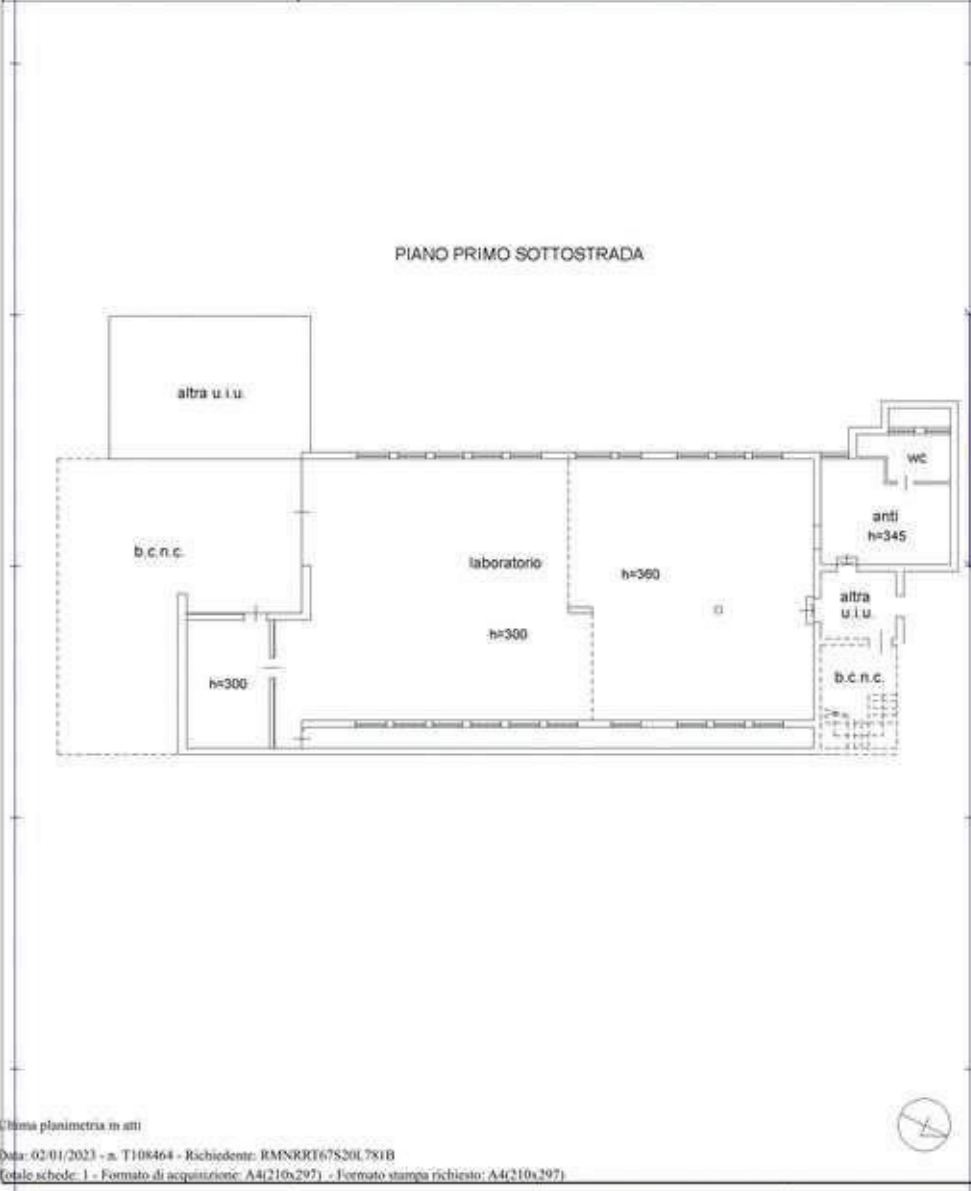 PIANO PRIMO SOTTOSTRADA
altra u.i.u.
wc
anti
h=345
b.c.n.c.
laboratorio
h=360
altra
u.i.u.
h=300
b.c.n.c.
h=300
Ultima planimetria in atti
Data: 02/01/2023 - n. T108464 - Richiedente: RMNRRT67S20L781B
Totale schede: 1 - Formato di acquisizione: A4(210x297) - Formato stampa richiesto: A4(210x297)